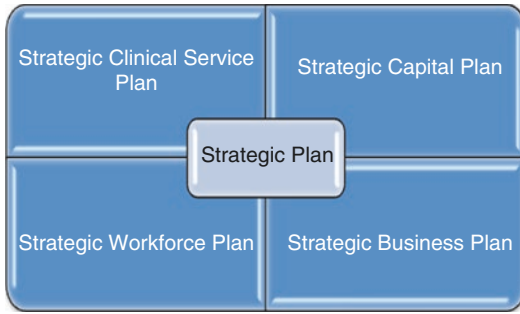 Strategic Clinical Service
Plan
Strategic Capital Plan
Strategic Plan
Strategic Workforce Plan
Strategic Business Plan